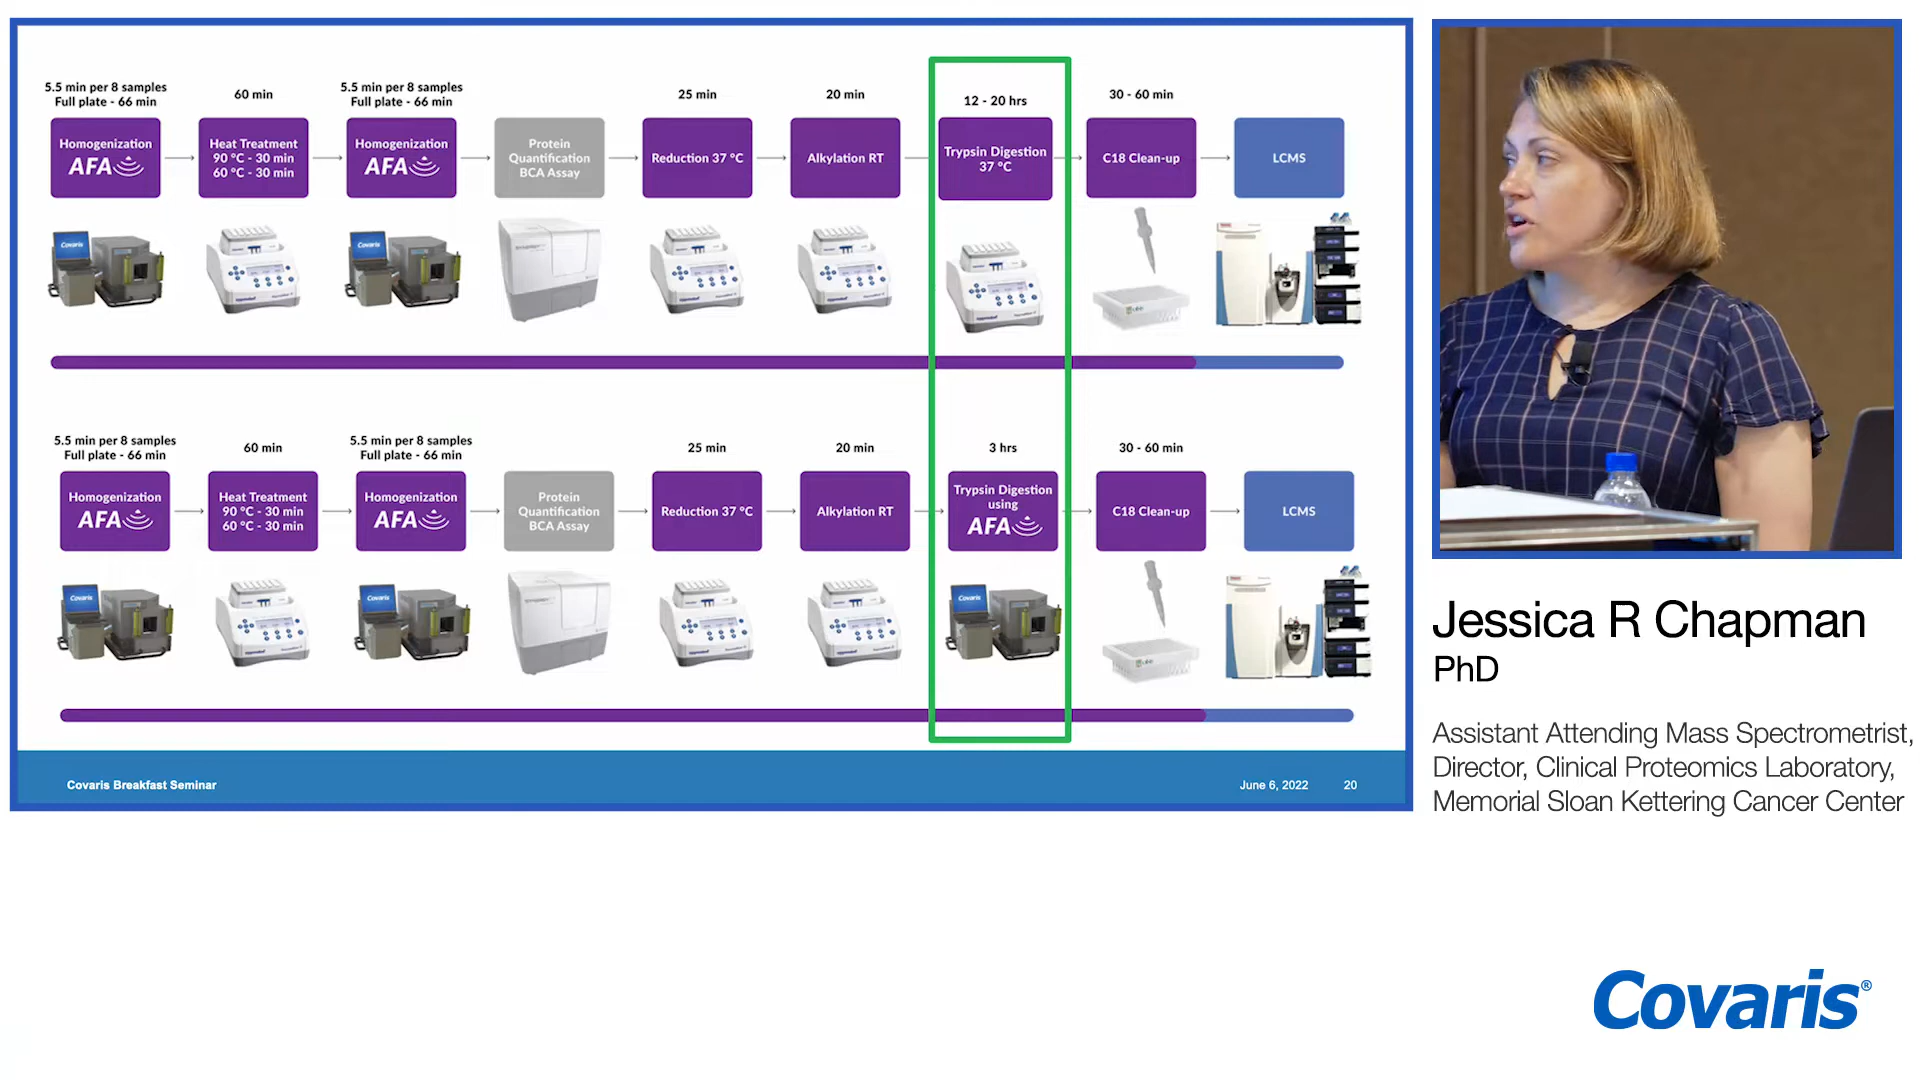 5.5 min per 8 samples
Full plate - 66 min
60 min
5.5 min per 8 samples
Full plate - 66 min
25 min
20 min
12 - 20 hrs
30 - 60 min
Homogenization
AFA
Heat Treatment
90 °C - 30 min
60 °C - 30 min
Homogenization
AFA
Protein
Quantification
BCA Assay
Reduction 37 °C
Alkylation RT
Trypsin Digestion
37 °C
C18 Clean-up
LCMS
Covaris
Covaris
5.5 min per 8 samples
Full plate - 66 min
60 min
5.5 min per 8 samples
Full plate - 66 min
25 min
20 min
3 hrs
30 - 60 min
Homogenization
AFA
Heat Treatment
90 °C - 30 min
60 °C - 30 min
Homogenization
AFA
Protein
Quantification
BCA Assay
Reduction 37 °C
Alkylation RT
Trypsin Digestion
using
AFA
C18 Clean-up
LCMS
Covaris
Covaris
Covaris
Covaris Breakfast Seminar
June 6, 2022
20
Jessica R Chapman
PhD
Assistant Attending Mass Spectrometrist,
Director, Clinical Proteomics Laboratory,
Memorial Sloan Kettering Cancer Center
Covaris®